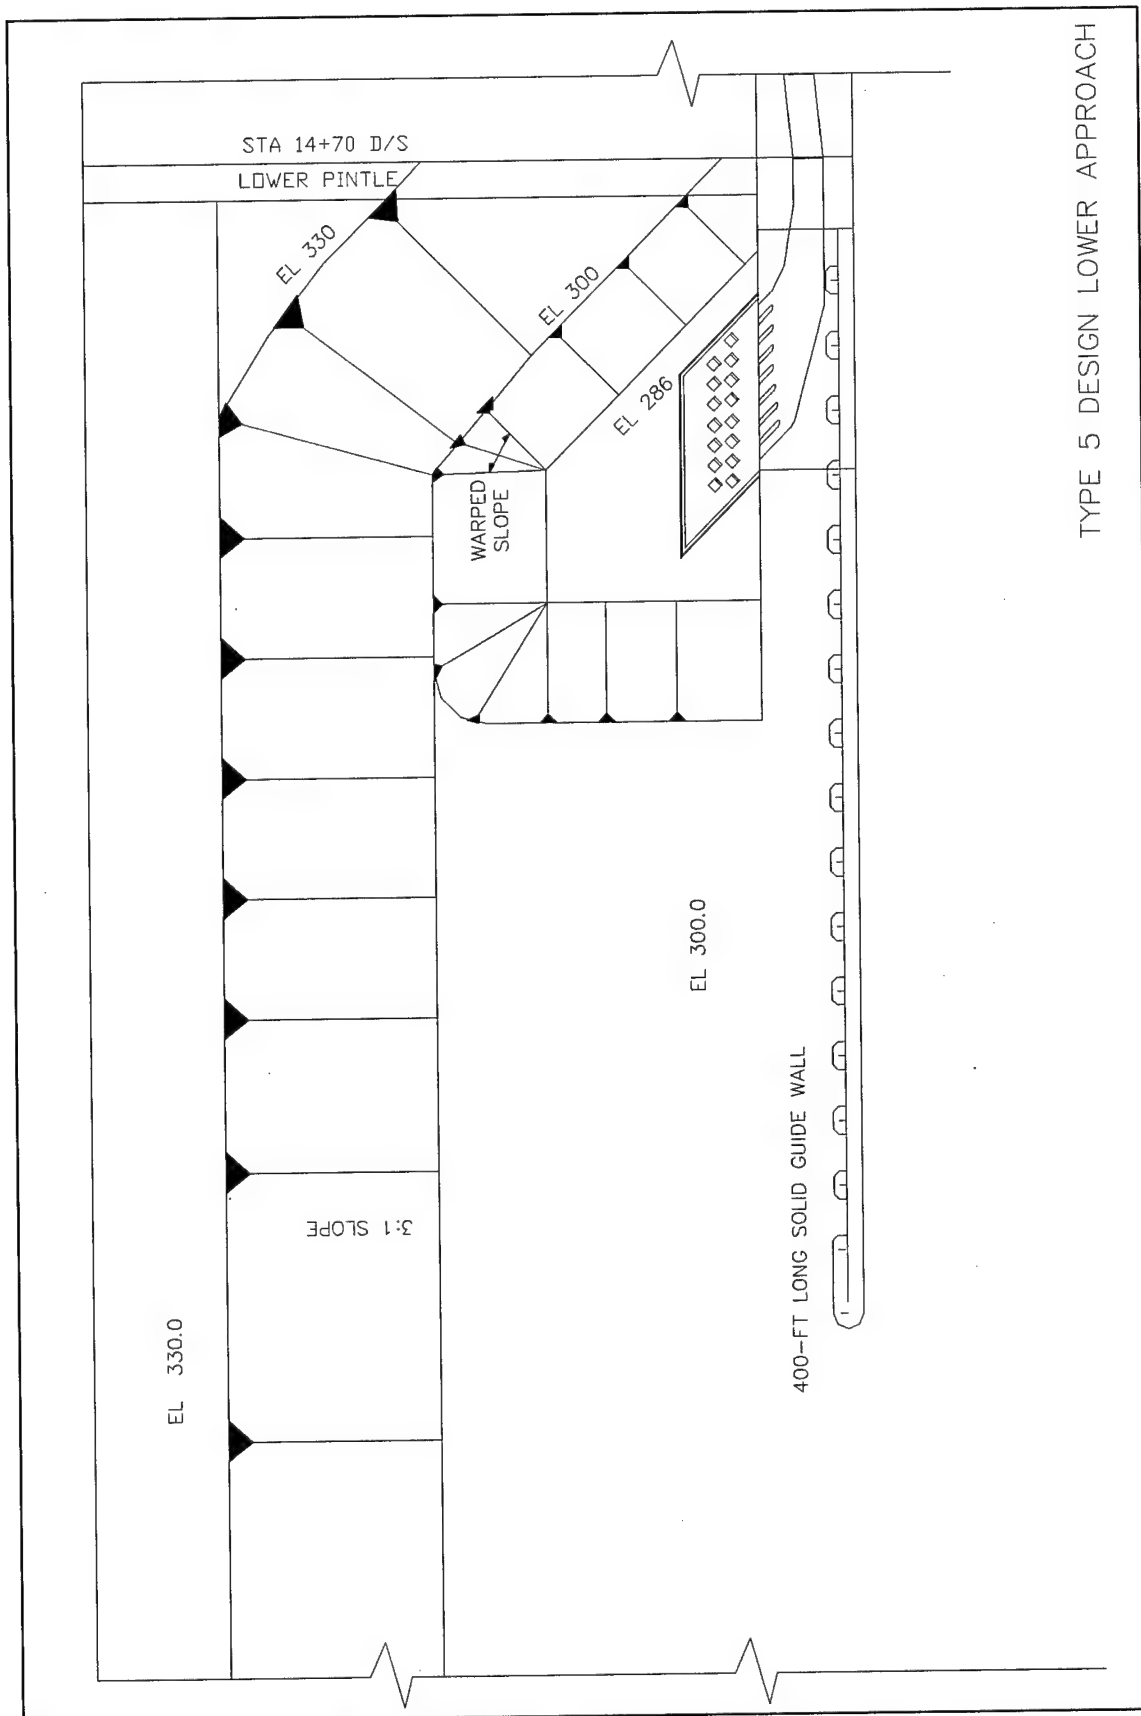 STA 14+70 D/S
LOWER PINTLE
EL 330
EL 300
EL 286
WARPED
SLOPE
EL 300.0
3:1 SLOPE
EL 330.0
400-FT LONG SOLID GUIDE WALL
TYPE 5 DESIGN LOWER APPROACH